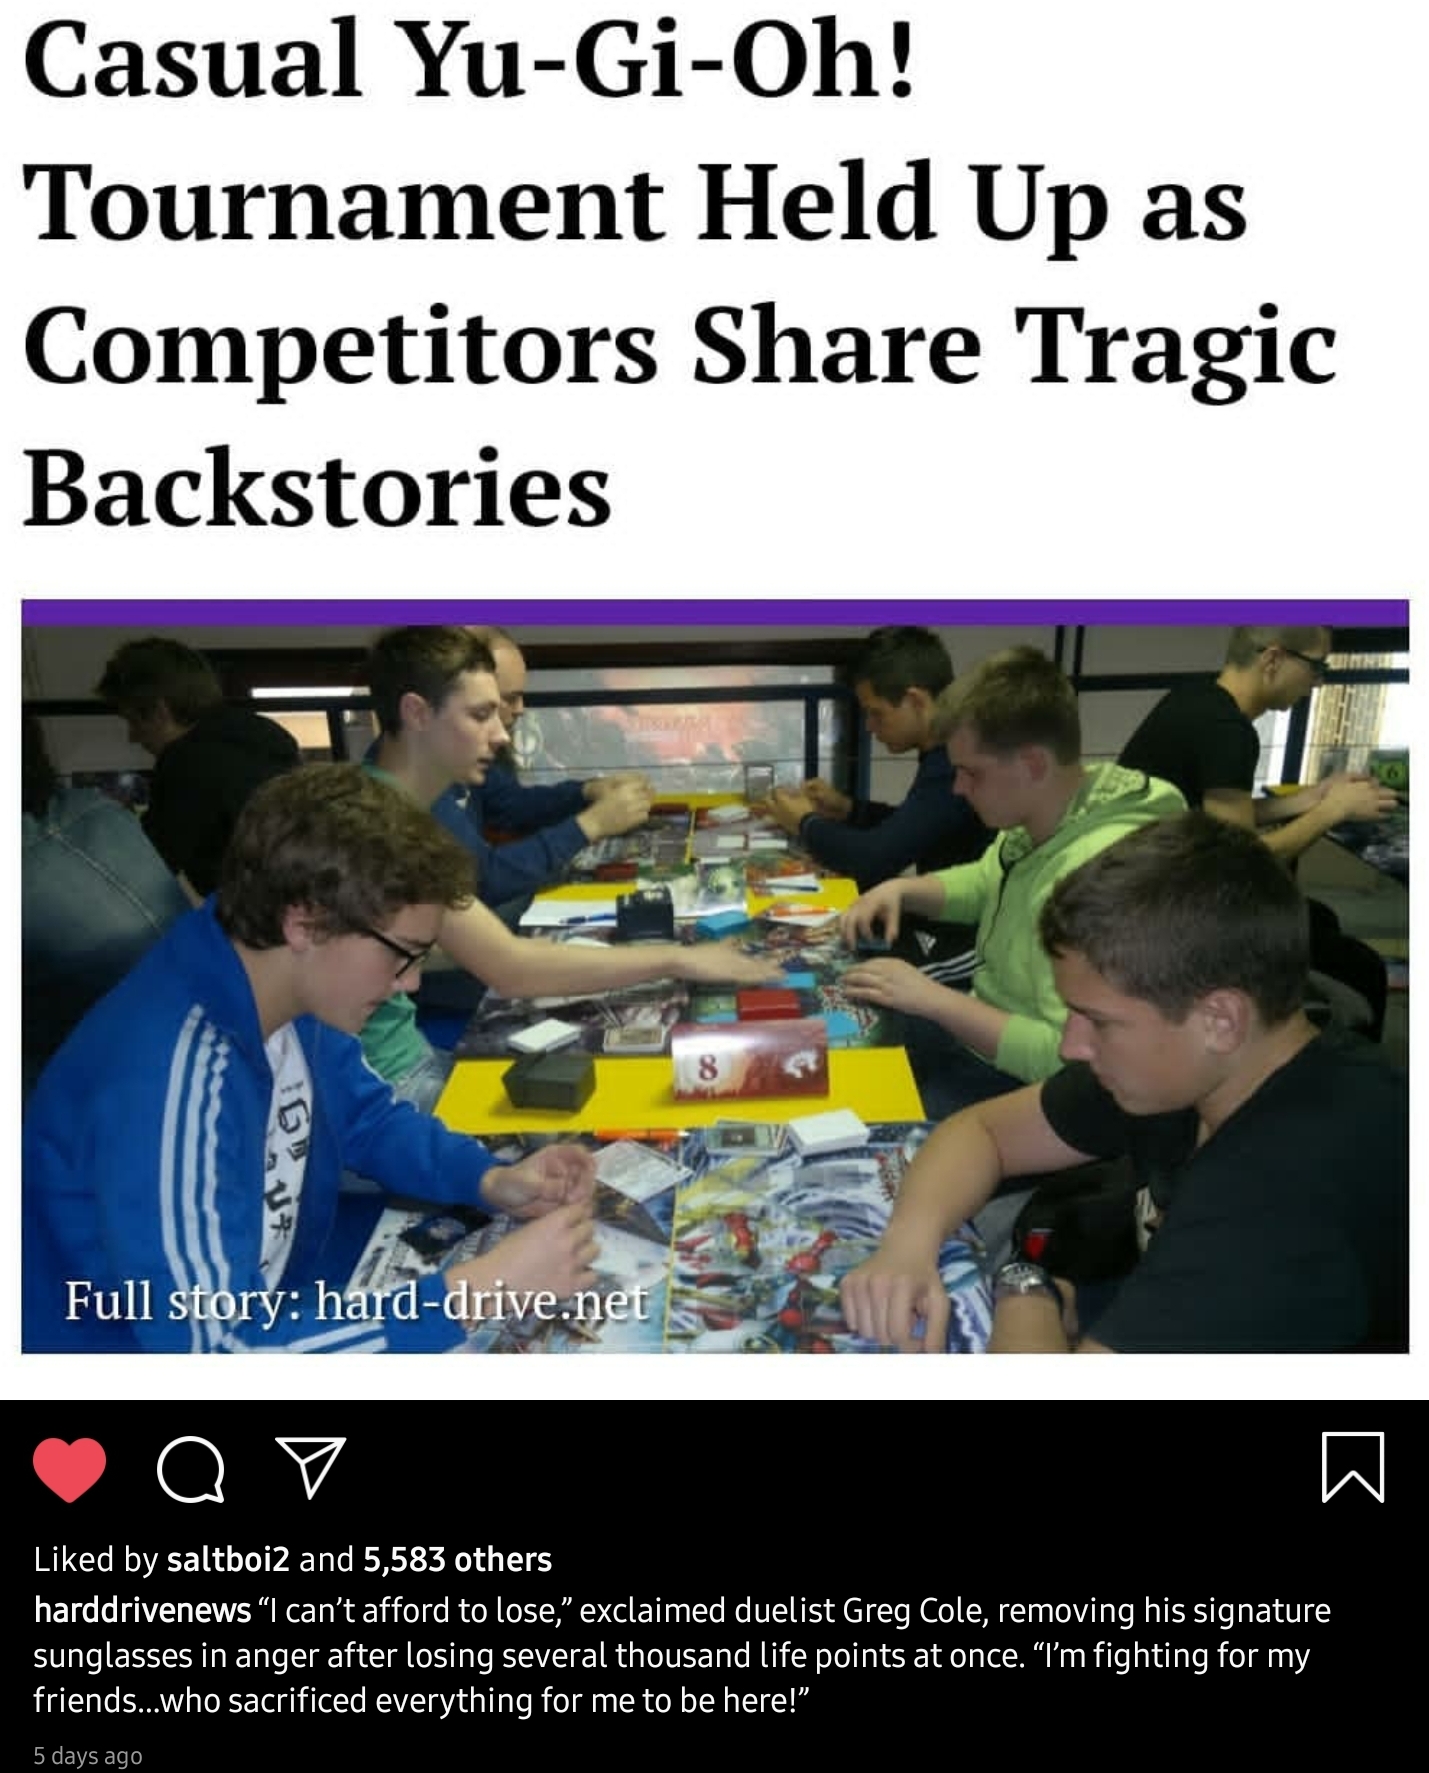 Casual Yu-Gi-Oh!
Tournament Held Up as
Competitors Share Tragic
Backstories
8
Full story: hard-drive.net
Liked by saltboi2 and 5,583 others
harddrivenews “I can’t afford to lose,” exclaimed duelist Greg Cole, removing his signature
sunglasses in anger after losing several thousand life points at once. “I’m fighting for my
friends...who sacrificed everything for me to be here!”
5 days ago